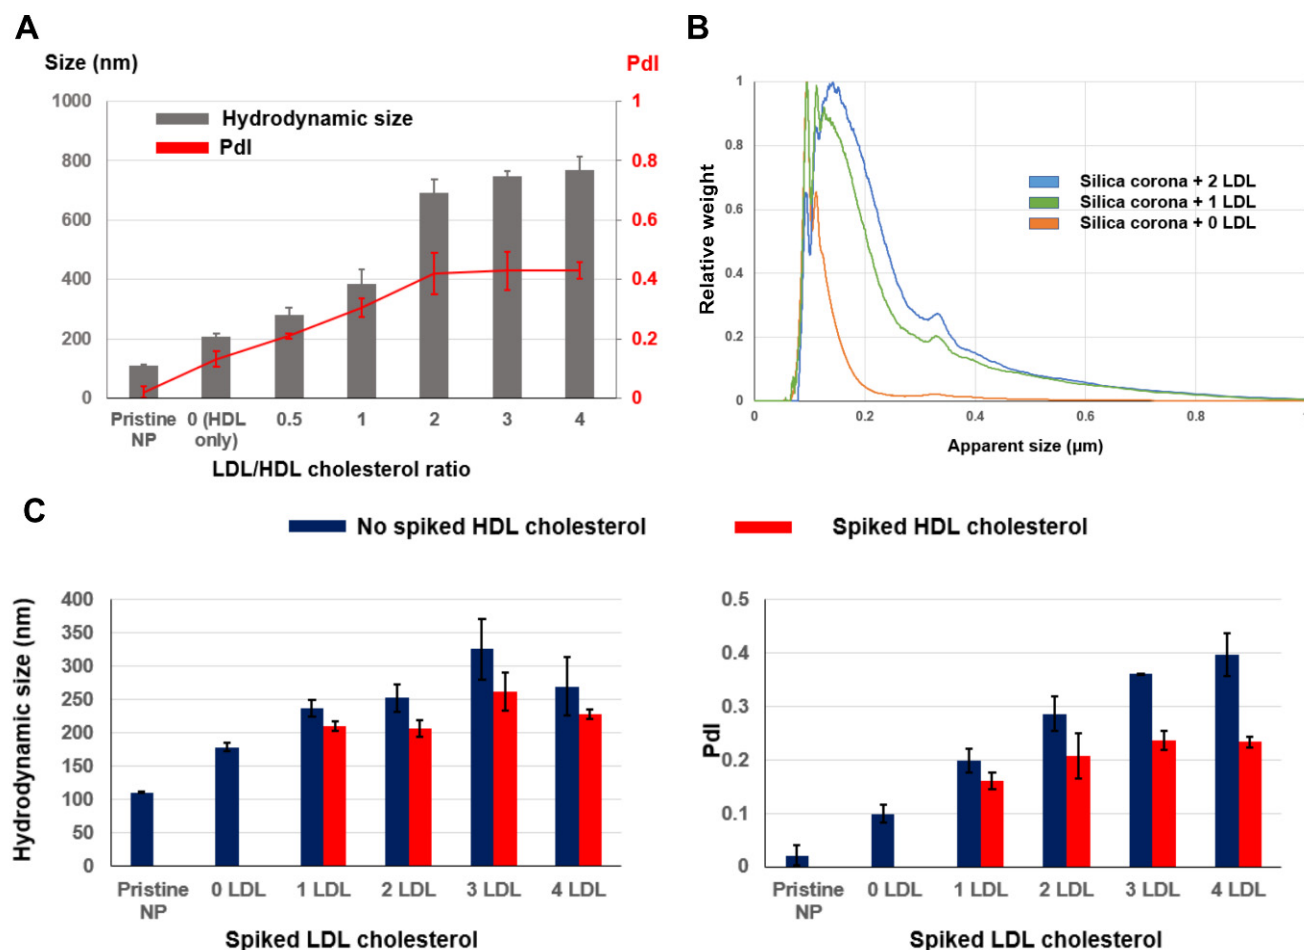 A
Size (nm)
PdI
1000
800
600
400
200
0
1
0.8
0.6
0.4
0.2
0
Hydrodynamic size
PdI
Pristine NP
0 (HDL only)
0.5
1
2
3
4
LDL/HDL cholesterol ratio
B
Relative weight
1
0.8
0.6
0.4
0.2
0
Silica corona + 2 LDL
Silica corona + 1 LDL
Silica corona + 0 LDL
0
0.2
0.4
0.6
0.8
Apparent size (µm)
C
No spiked HDL cholesterol
Spiked HDL cholesterol
Hydrodynamic size (nm)
400
350
300
250
200
150
100
50
0
Pristine NP
0 LDL
1 LDL
2 LDL
3 LDL
4 LDL
Spiked LDL cholesterol
PdI
0.5
0.4
0.3
0.2
0.1
0
Pristine NP
0 LDL
1 LDL
2 LDL
3 LDL
4 LDL
Spiked LDL cholesterol